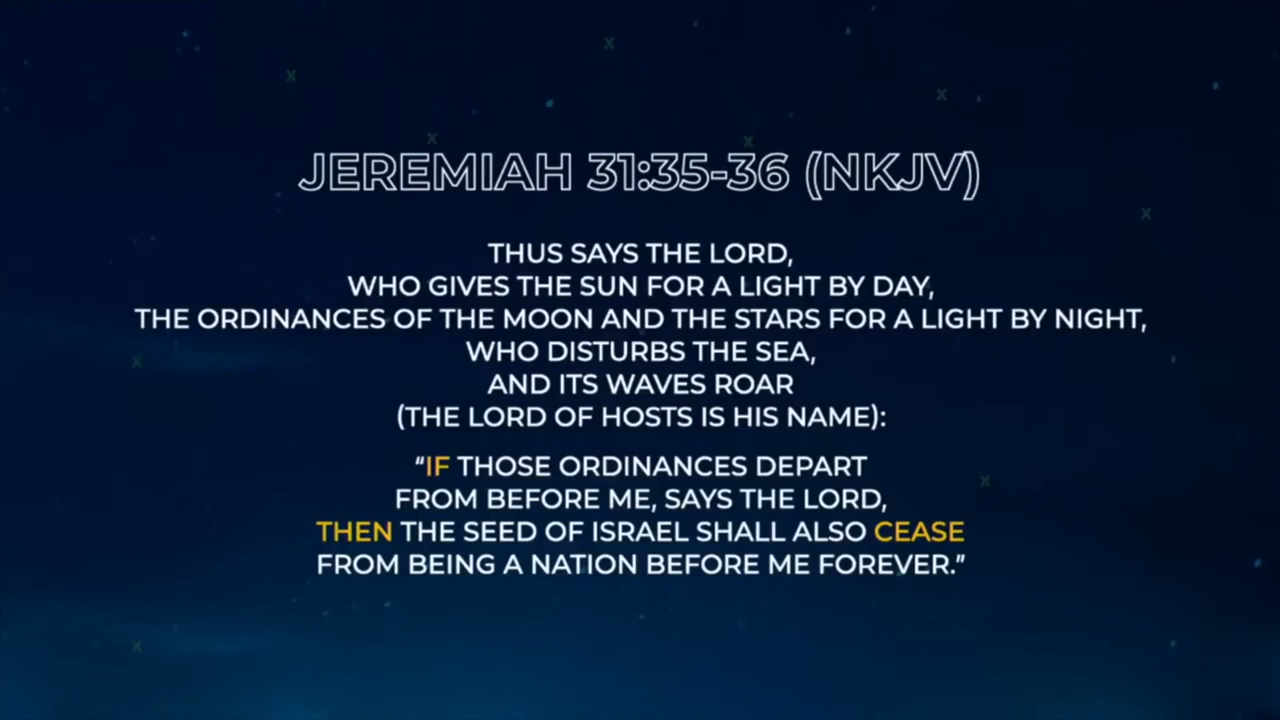 JEREMIAH 31:35-36 (NKJV)
THUS SAYS THE LORD,
WHO GIVES THE SUN FOR A LIGHT BY DAY,
THE ORDINANCES OF THE MOON AND THE STARS FOR A LIGHT BY NIGHT,
WHO DISTURBS THE SEA,
AND ITS WAVES ROAR
(THE LORD OF HOSTS IS HIS NAME):
“IF THOSE ORDINANCES DEPART
FROM BEFORE ME, SAYS THE LORD,
THEN THE SEED OF ISRAEL SHALL ALSO CEASE
FROM BEING A NATION BEFORE ME FOREVER.”